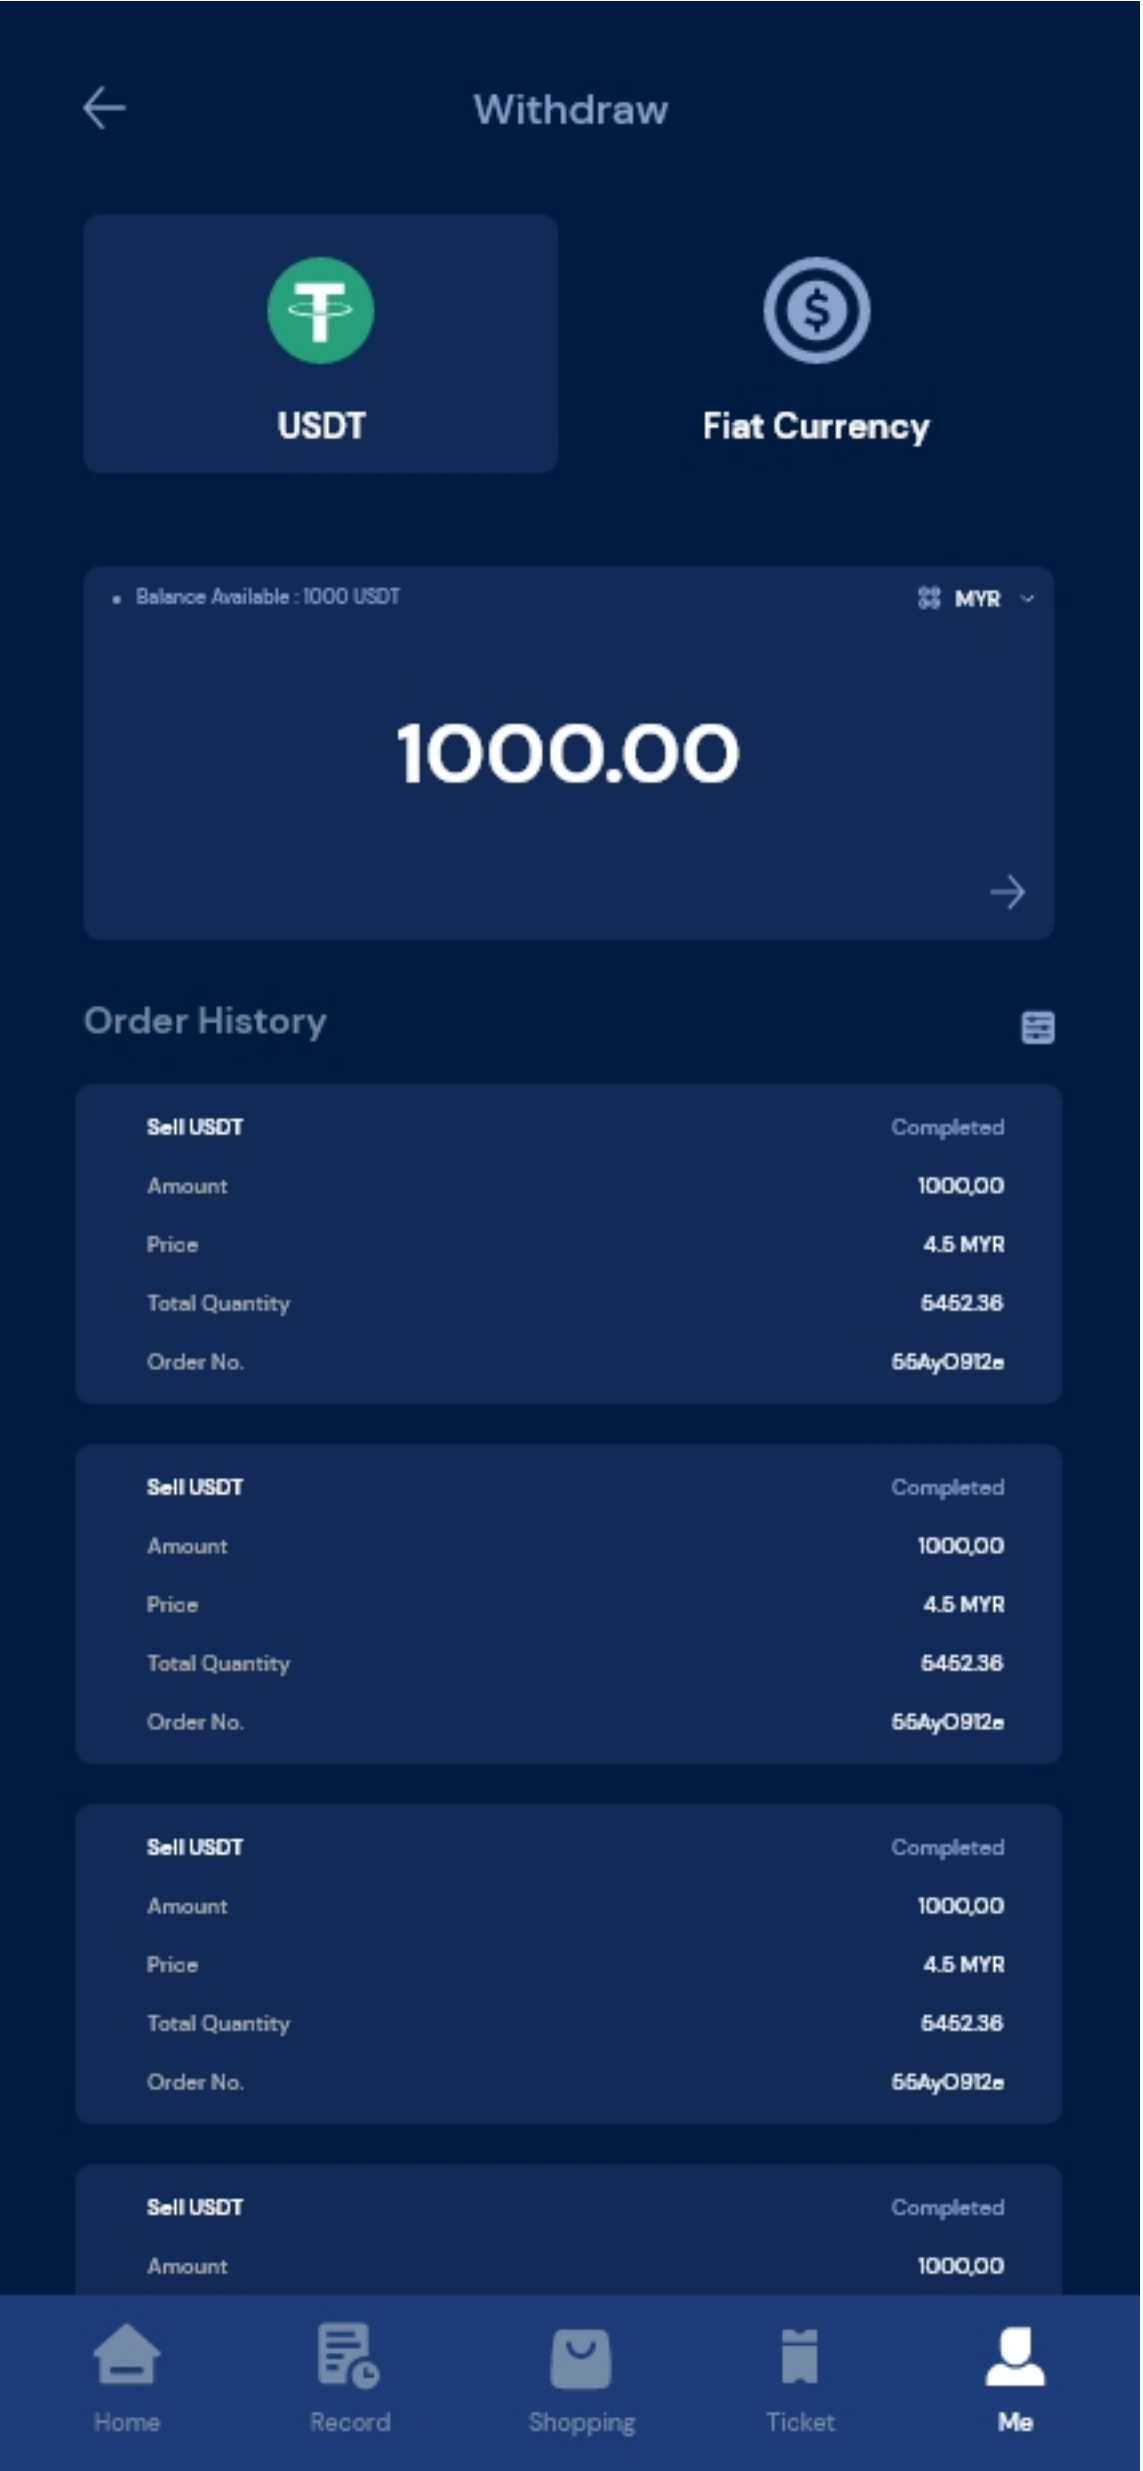 Withdraw
USDT
Fiat Currency
Balance Available : 1000 USDT
MYR
1000.00
Order History
Sell USDT Completed
Amount 1000,00
Price 4.5 MYR
Total Quantity 5452.36
Order No. 55AyO912e
Sell USDT Completed
Amount 1000,00
Price 4.5 MYR
Total Quantity 5452.36
Order No. 55AyO912e
Sell USDT Completed
Amount 1000,00
Price 4.5 MYR
Total Quantity 5452.36
Order No. 55AyO912e
Sell USDT Completed
Amount 1000,00
Home Record Shopping Ticket Me